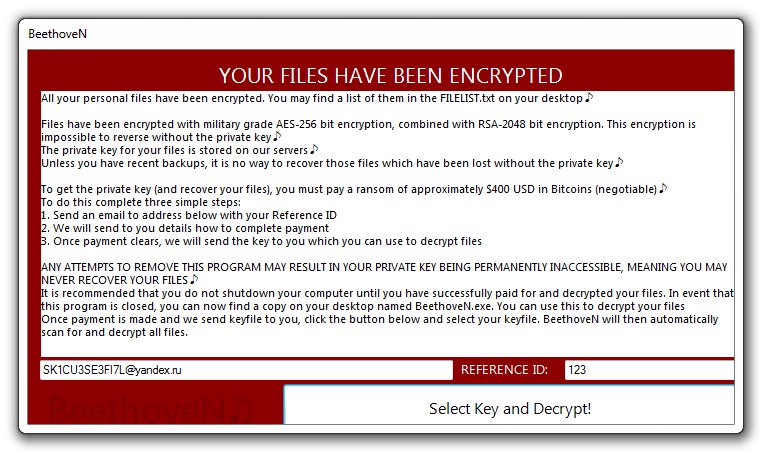 BeethoveN
YOUR FILES HAVE BEEN ENCRYPTED
All your personal files have been encrypted. You may find a list of them in the FILELIST.txt on your desktop♪
Files have been encrypted with military grade AES-256 bit encryption, combined with RSA-2048 bit encryption. This encryption is
impossible to reverse without the private key♪
The private key for your files is stored on our servers♪
Unless you have recent backups, it is no way to recover those files which have been lost without the private key♪
To get the private key (and recover your files), you must pay a ransom of approximately $400 USD in Bitcoins (negotiable)♪
To do this complete three simple steps:
1. Send an email to address below with your Reference ID
2. We will send to you details how to complete payment
3. Once payment clears, we will send the key to you which you can use to decrypt files
ANY ATTEMPTS TO REMOVE THIS PROGRAM MAY RESULT IN YOUR PRIVATE KEY BEING PERMANENTLY INACCESSIBLE, MEANING YOU MAY
NEVER RECOVER YOUR FILES♪
It is recommended that you do not shutdown your computer until you have successfully paid for and decrypted your files. In event that
this program is closed, you can now find a copy on your desktop named BeethoveN.exe. You can use this to decrypt your files
Once payment is made and we send keyfile to you, click the button below and select your keyfile. BeethoveN will then automatically
scan for and decrypt all files.
SK1CU3SE3FI7L@yandex.ru REFERENCE ID: 123
BeethoveN♫ Select Key and Decrypt!